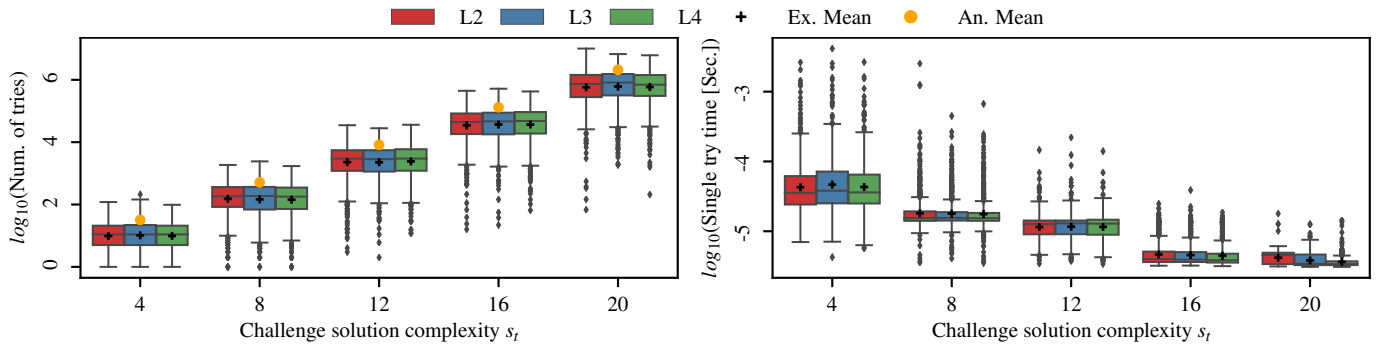 L2 L3 L4 Ex. Mean An. Mean
log₁₀(Num. of tries)
6
4
2
0
4 8 12 16 20
Challenge solution complexity sₜ
log₁₀(Single try time [Sec.])
-3
-4
-5
4 8 12 16 20
Challenge solution complexity sₜ